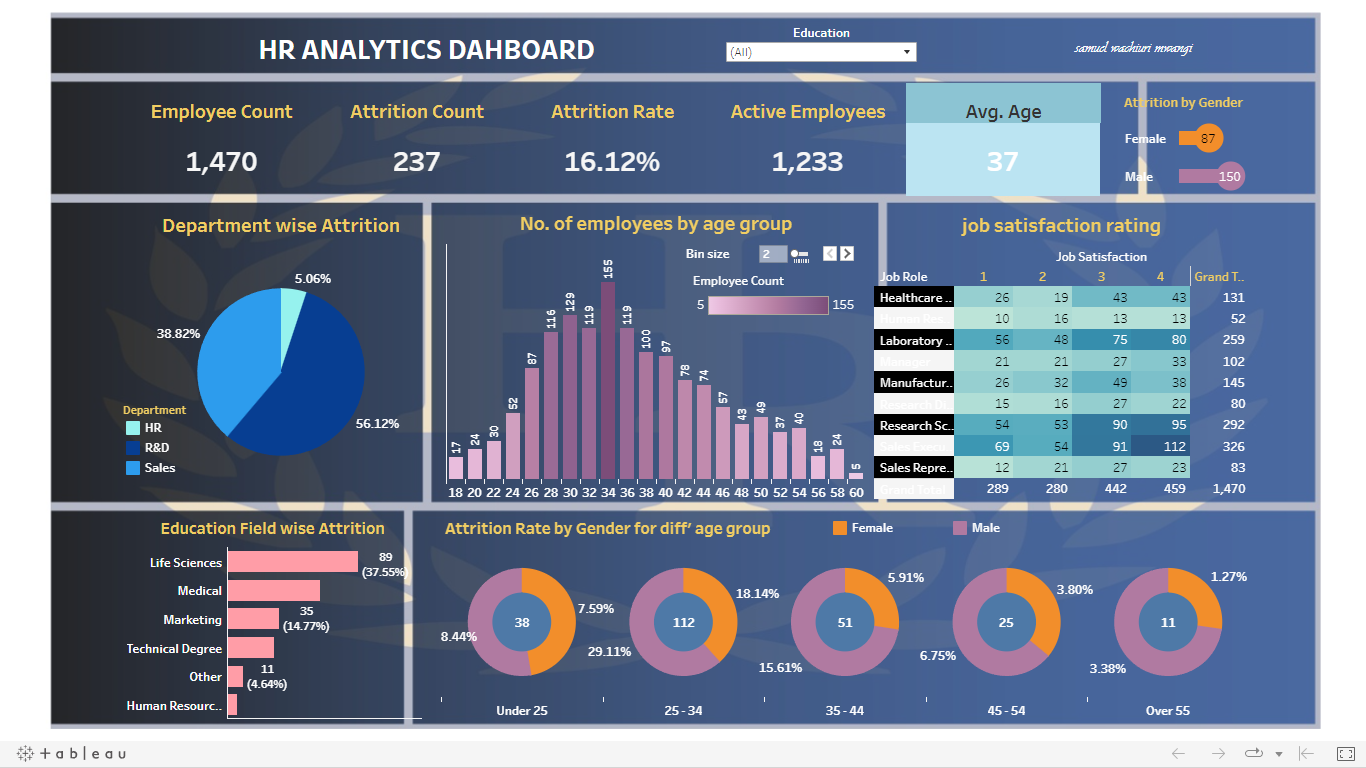 HR ANALYTICS DAHBOARD
Education
(All)
samuel wachiuri mwangi
Employee Count
1,470
Attrition Count
237
Attrition Rate
16.12%
Active Employees
1,233
Avg. Age
37
Attrition by Gender
Female 87
Male 150
Department wise Attrition
5.06%
38.82%
56.12%
Department
HR
R&D
Sales
No. of employees by age group
Bin size 2
Employee Count
5 155
17 24 30 52 87 116 129 119 155 119 100 97 78 74 57 43 49 37 40 18 24 5
18 20 22 24 26 28 30 32 34 36 38 40 42 44 46 48 50 52 54 56 58 60
job satisfaction rating
Job Satisfaction
Job Role 1 2 3 4 Grand T..
Healthcare .. 26 19 43 43 131
Human Res.. 10 16 13 13 52
Laboratory .. 56 48 75 80 259
Manager 21 21 27 33 102
Manufactur.. 26 32 49 38 145
Research Di.. 15 16 27 22 80
Research Sc.. 54 53 90 95 292
Sales Execu.. 69 54 91 112 326
Sales Repre.. 12 21 27 23 83
Grand Total 289 280 442 459 1,470
Education Field wise Attrition
Life Sciences 89
(37.55%)
Medical
Marketing 35
(14.77%)
Technical Degree
Other 11
(4.64%)
Human Resourc..
Attrition Rate by Gender for diff' age group
Female Male
38 7.59% 8.44%
112 18.14% 29.11%
51 5.91% 15.61%
25 3.80% 6.75%
11 1.27% 3.38%
Under 25 25 - 34 35 - 44 45 - 54 Over 55
+ableau